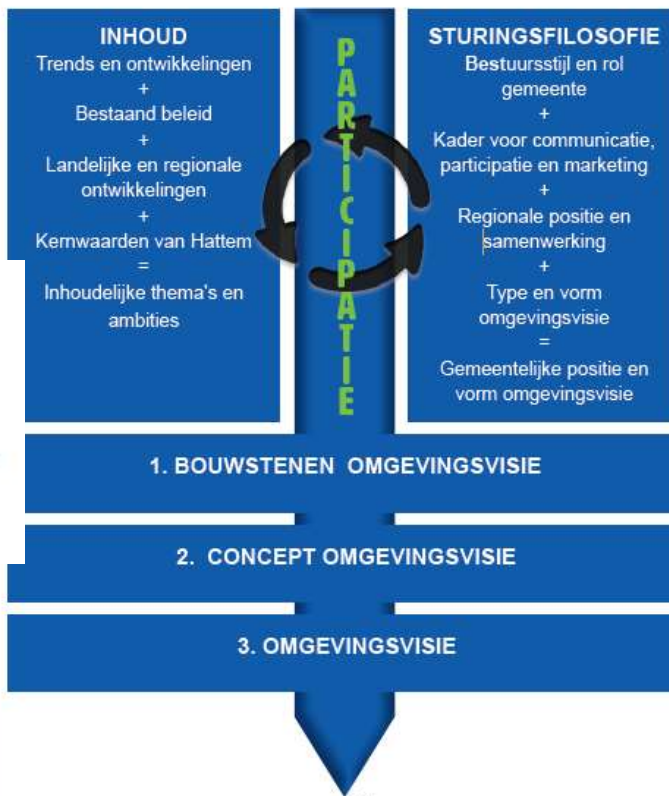 INHOUD
Trends en ontwikkelingen
+
Bestaand beleid
+
Landelijke en regionale
ontwikkelingen
+
Kernwaarden van Hattem
=
Inhoudelijke thema's en
ambities
PARTICIPATIE
STURINGSFILOSOFIE
Bestuursstijl en rol
gemeente
+
Kader voor communicatie,
participatie en marketing
+
Regionale positie en
samenwerking
+
Type en vorm
omgevingsvisie
=
Gemeentelijke positie en
vorm omgevingsvisie
1. BOUWSTENEN OMGEVINGSVISIE
2. CONCEPT OMGEVINGSVISIE
3. OMGEVINGSVISIE